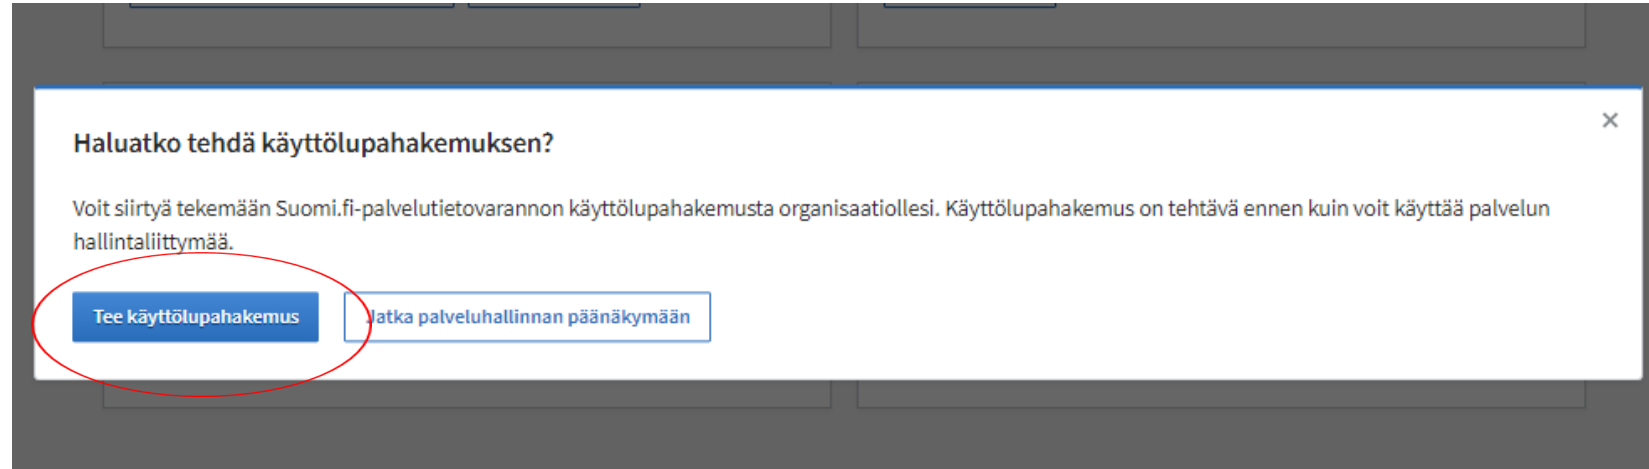 Haluatko tehdä käyttölupahakemuksen?
Voit siirtyä tekemään Suomi.fi-palvelutietovarannon käyttölupahakemusta organisaatiollesi. Käyttölupahakemus on tehtävä ennen kuin voit käyttää palvelun
hallintaliittymää.
Tee käyttölupahakemus
Jatka palveluhallinnan päänäkymään